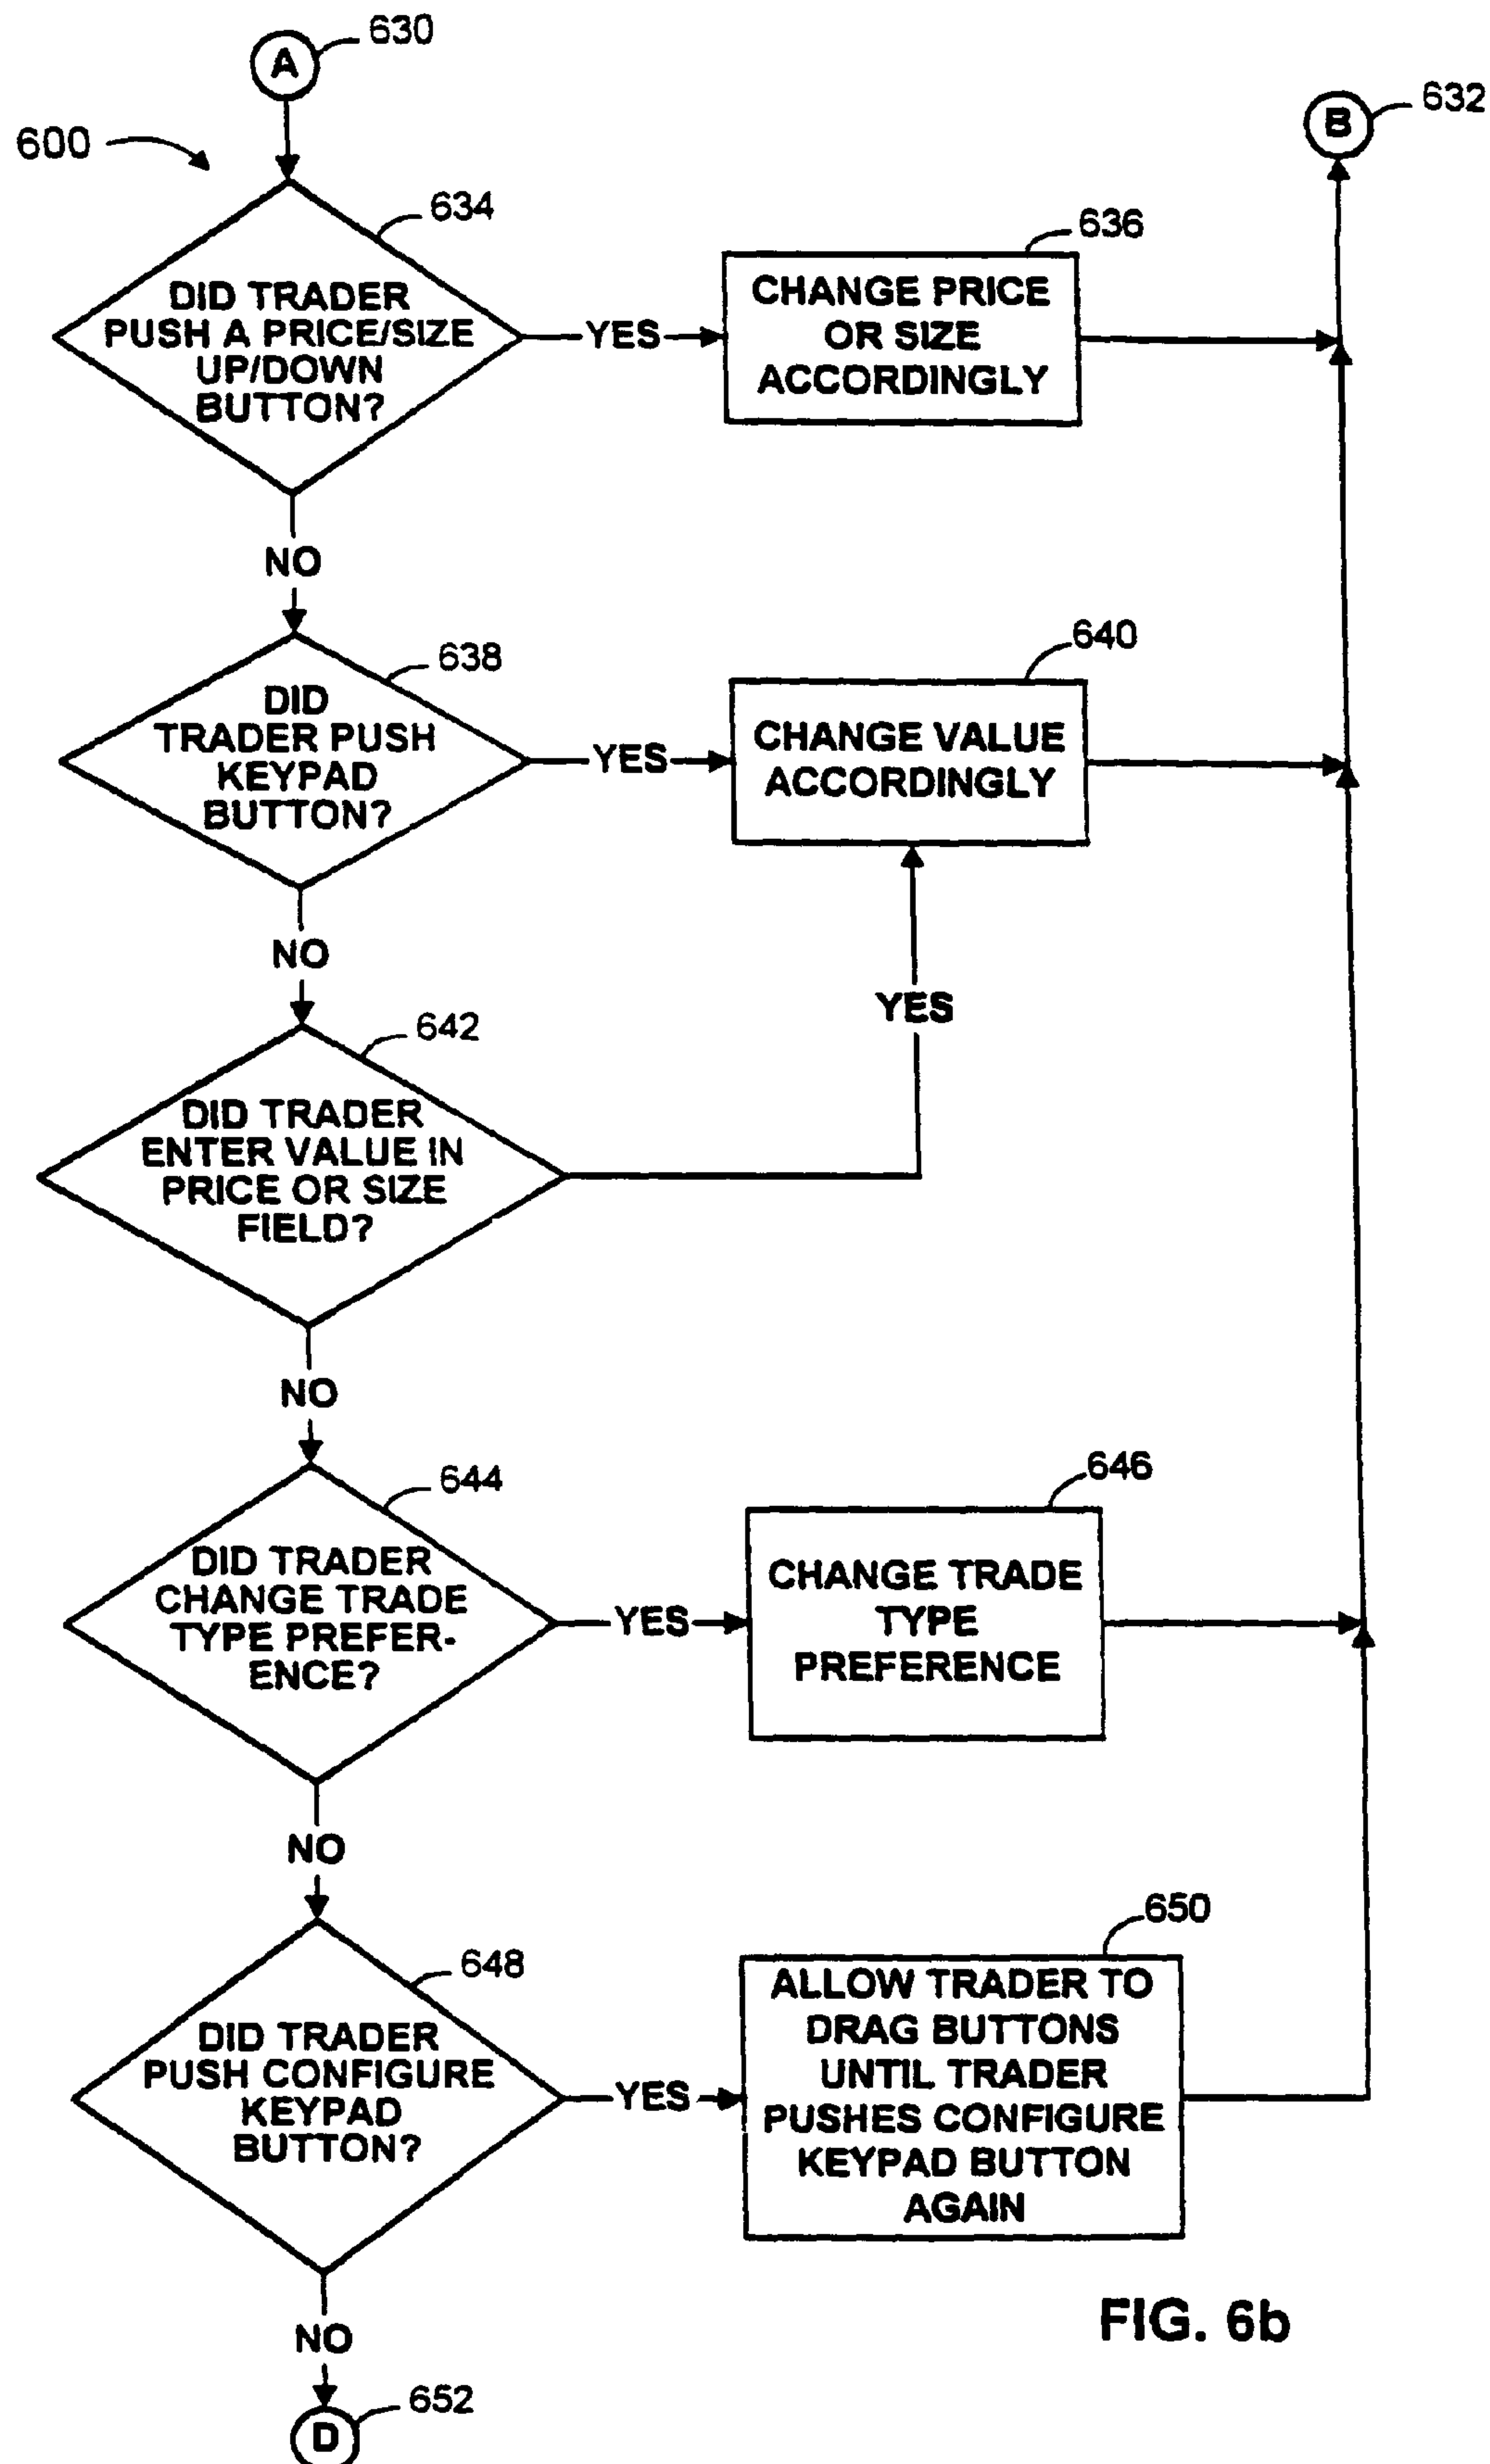 630
A
632
B
600
634
636
DID TRADER
PUSH A PRICE/SIZE
UP/DOWN
BUTTON?
YES
CHANGE PRICE
OR SIZE
ACCORDINGLY
NO
638
640
DID
TRADER PUSH
KEYPAD
BUTTON?
YES
CHANGE VALUE
ACCORDINGLY
NO
YES
642
DID TRADER
ENTER VALUE IN
PRICE OR SIZE
FIELD?
NO
644
646
DID TRADER
CHANGE TRADE
TYPE PREFER-
ENCE?
YES
CHANGE TRADE
TYPE
PREFERENCE
NO
648
650
DID TRADER
PUSH CONFIGURE
KEYPAD
BUTTON?
YES
ALLOW TRADER TO
DRAG BUTTONS
UNTIL TRADER
PUSHES CONFIGURE
KEYPAD BUTTON
AGAIN
NO
FIG. 6b
652
D